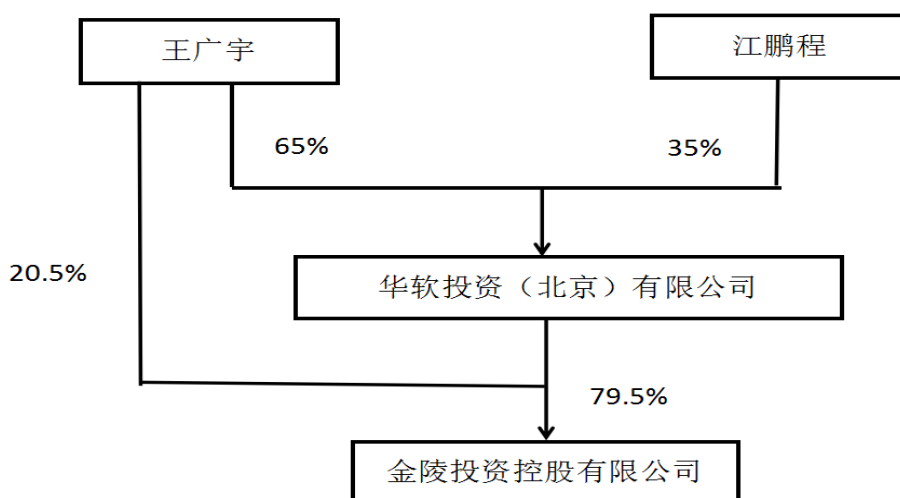 王广宇
江鹏程
65%
35%
20.5%
华软投资（北京）有限公司
79.5%
金陵投资控股有限公司